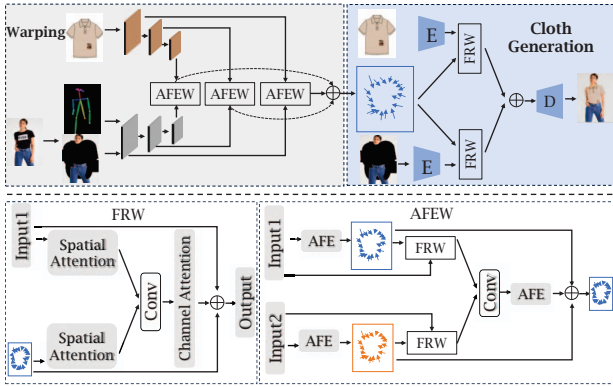 Warping
AFEW
AFEW
AFEW
E
FRW
Cloth
Generation
D
E
FRW
FRW
Input1
Spatial
Attention
Conv
Channel Attention
Output
Spatial
Attention
AFEW
Input1
AFE
FRW
Conv
AFE
Input2
AFE
FRW